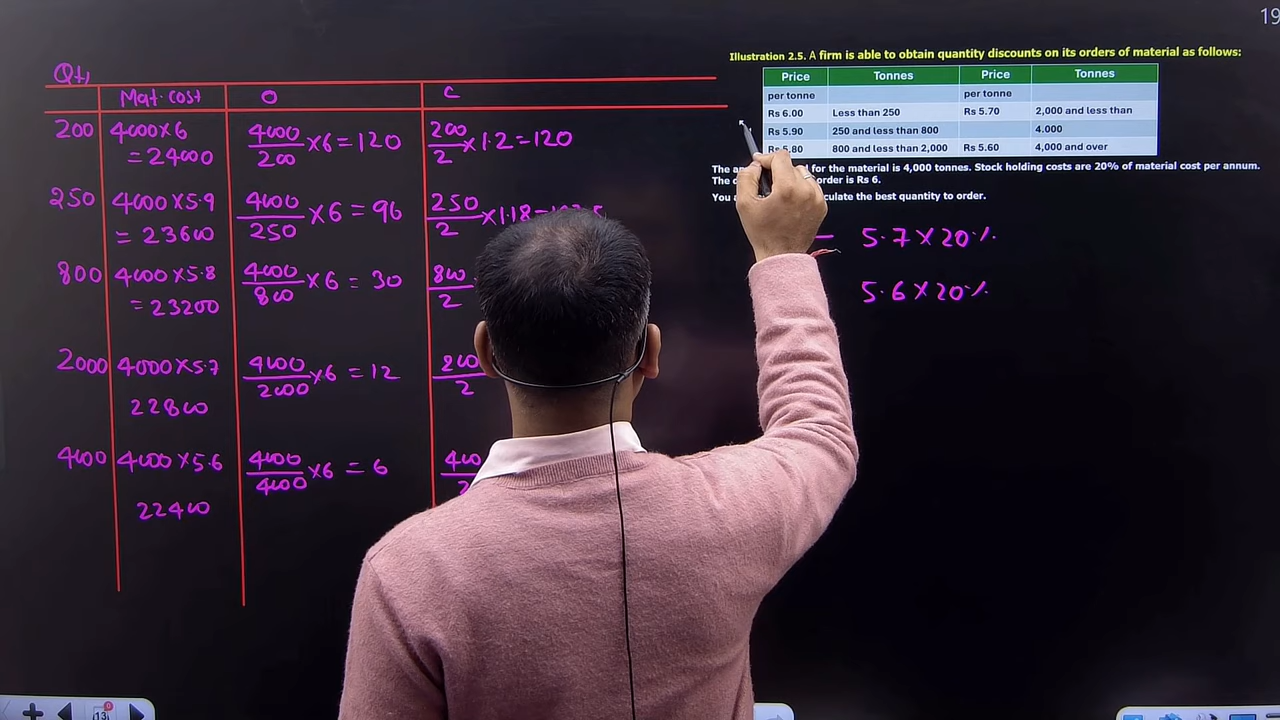 19
Illustration 2.5. A firm is able to obtain quantity discounts on its orders of material as follows:
Price Tonnes Price Tonnes
per tonne per tonne
Rs 6.00 Less than 250 Rs 5.70 2,000 and less than
Rs 5.90 250 and less than 800 4.000
Rs 5.80 800 and less than 2,000 Rs 5.60 4,000 and over
The for the material is 4,000 tonnes. Stock holding costs are 20% of material cost per annum.
The order is Rs 6.
You the best quantity to order.
5.7 × 20%
5.6 × 20%
Qty
Mat. cost O C
200 4000×6 4000/200 ×6 = 120 200/2 ×1.2 = 120
= 24000
250 4000×5.9 4000/250 ×6 = 96 250/2 ×1.18
= 23600
800 4000×5.8 4000/800 ×6 = 30 800/2
= 23200
2000 4000×5.7 4000/2000 ×6 = 12
22800
4000 4000×5.6 4000/4000 ×6 = 6
22400
13